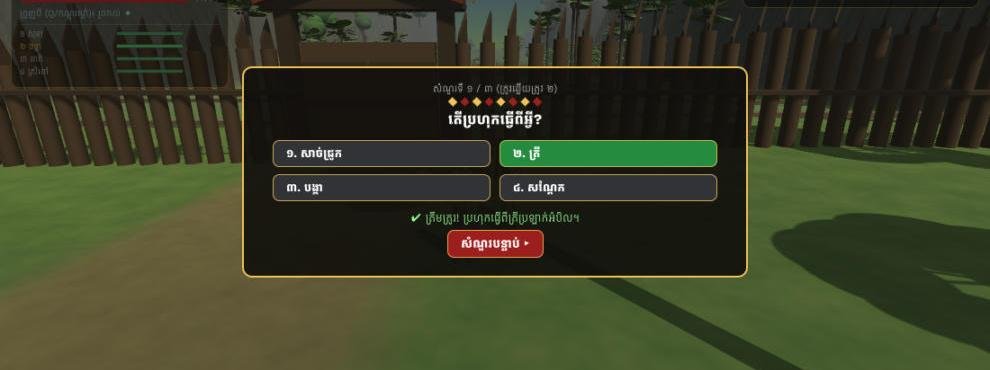 សំណួរទី ១ / ៣ (ត្រូវឆ្លើយត្រូវ ២)
តើប្រហុកធ្វើពីអ្វី?
១. សាច់ជ្រូក
២. ត្រី
៣. បង្គា
៤. សណ្តែក
✔ ត្រឹមត្រូវ! ប្រហុកធ្វើពីត្រីប្រឡាក់អំបិល។
សំណួរបន្ទាប់ ▸